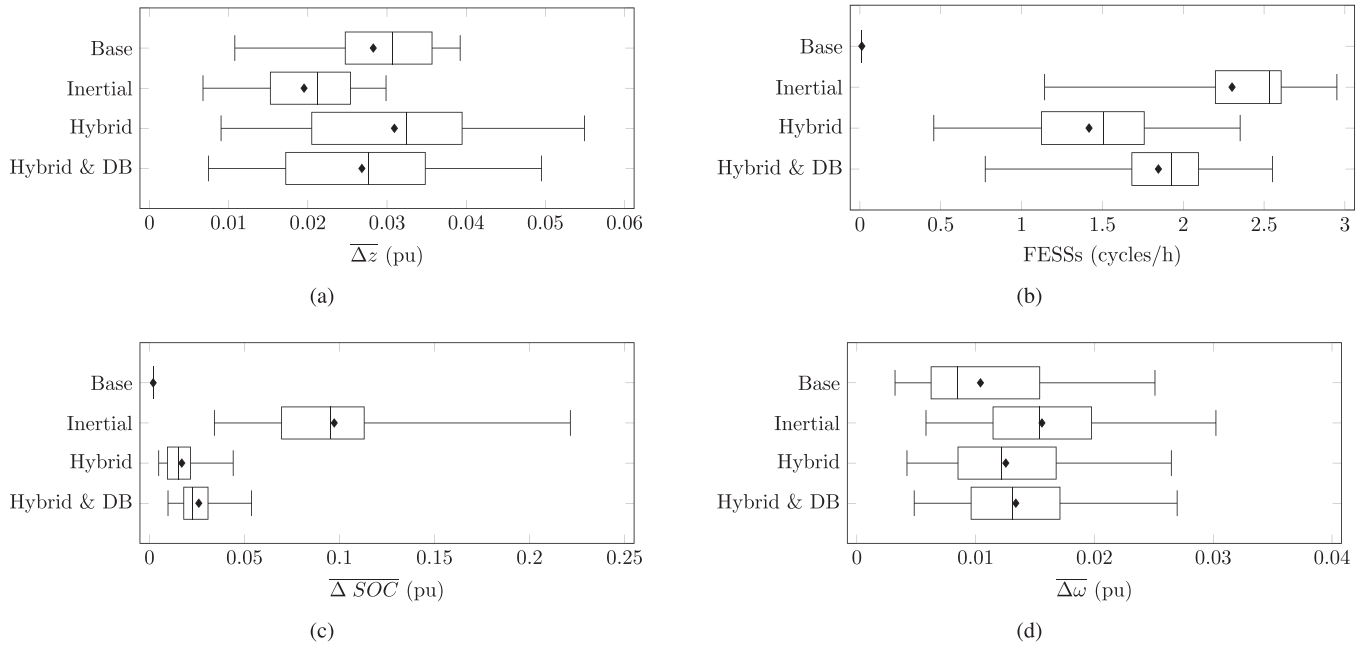 Base
Inertial
Hybrid
Hybrid & DB
0 0.01 0.02 0.03 0.04 0.05 0.06
Δz (pu)
(a)
Base
Inertial
Hybrid
Hybrid & DB
0 0.5 1 1.5 2 2.5 3
FESSs (cycles/h)
(b)
Base
Inertial
Hybrid
Hybrid & DB
0 0.05 0.1 0.15 0.2 0.25
Δ SOC (pu)
(c)
Base
Inertial
Hybrid
Hybrid & DB
0 0.01 0.02 0.03 0.04
Δω (pu)
(d)